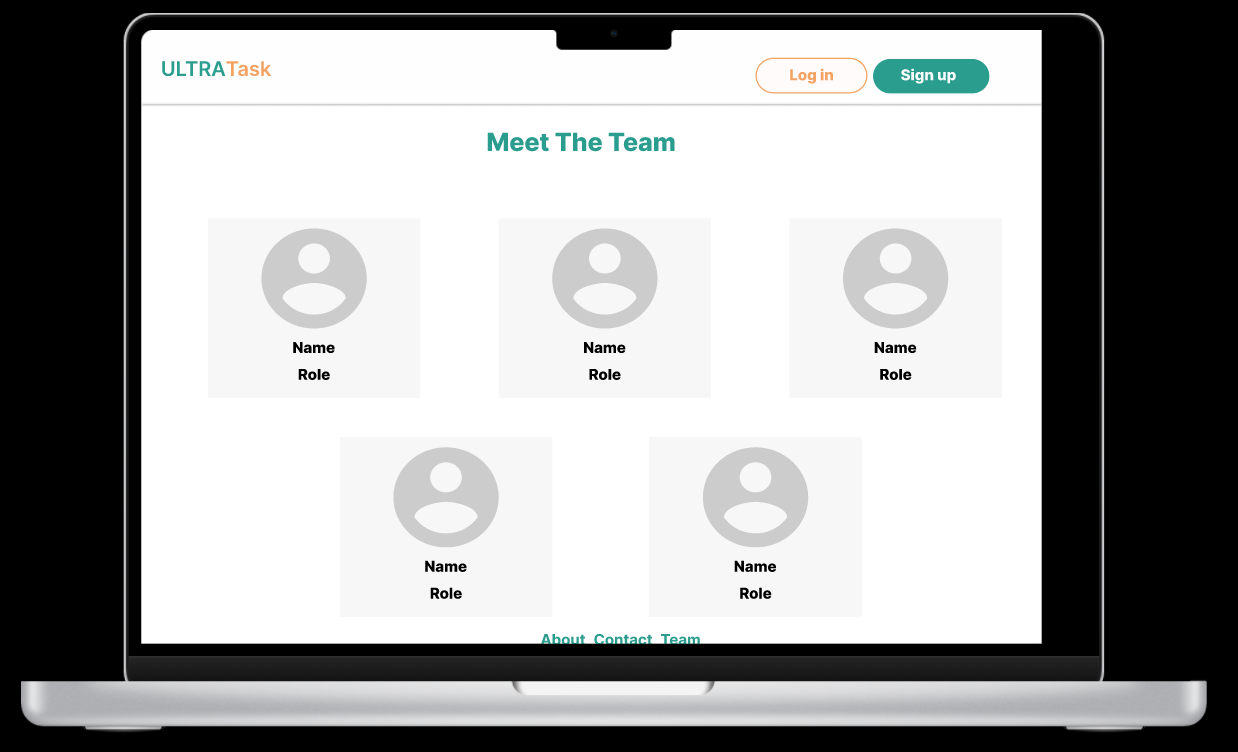 ULTRATask
Log in
Sign up
Meet The Team
Name
Role
Name
Role
Name
Role
Name
Role
Name
Role
About Contact Team